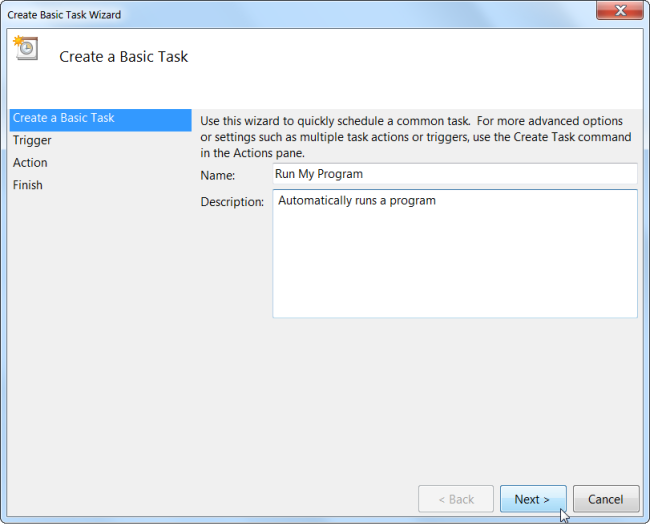 Create Basic Task Wizard
Create a Basic Task
Create a Basic Task
Trigger
Action
Finish
Use this wizard to quickly schedule a common task. For more advanced options
or settings such as multiple task actions or triggers, use the Create Task command
in the Actions pane.
Name: Run My Program
Description: Automatically runs a program
< Back Next > Cancel